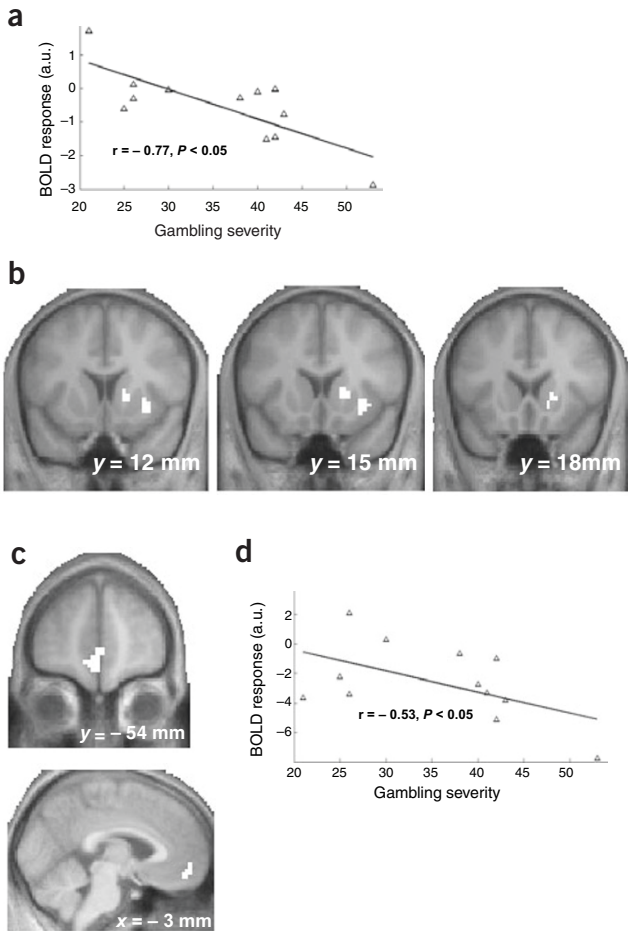 a
BOLD response (a.u.)
1
0
−1
−2
−3
r = – 0.77, P < 0.05
20 25 30 35 40 45 50
Gambling severity
b
y = 12 mm
y = 15 mm
y = 18mm
c
y = – 54 mm
x = – 3 mm
d
BOLD response (a.u.)
2
0
−2
−4
−6
r = – 0.53, P < 0.05
20 25 30 35 40 45 50
Gambling severity